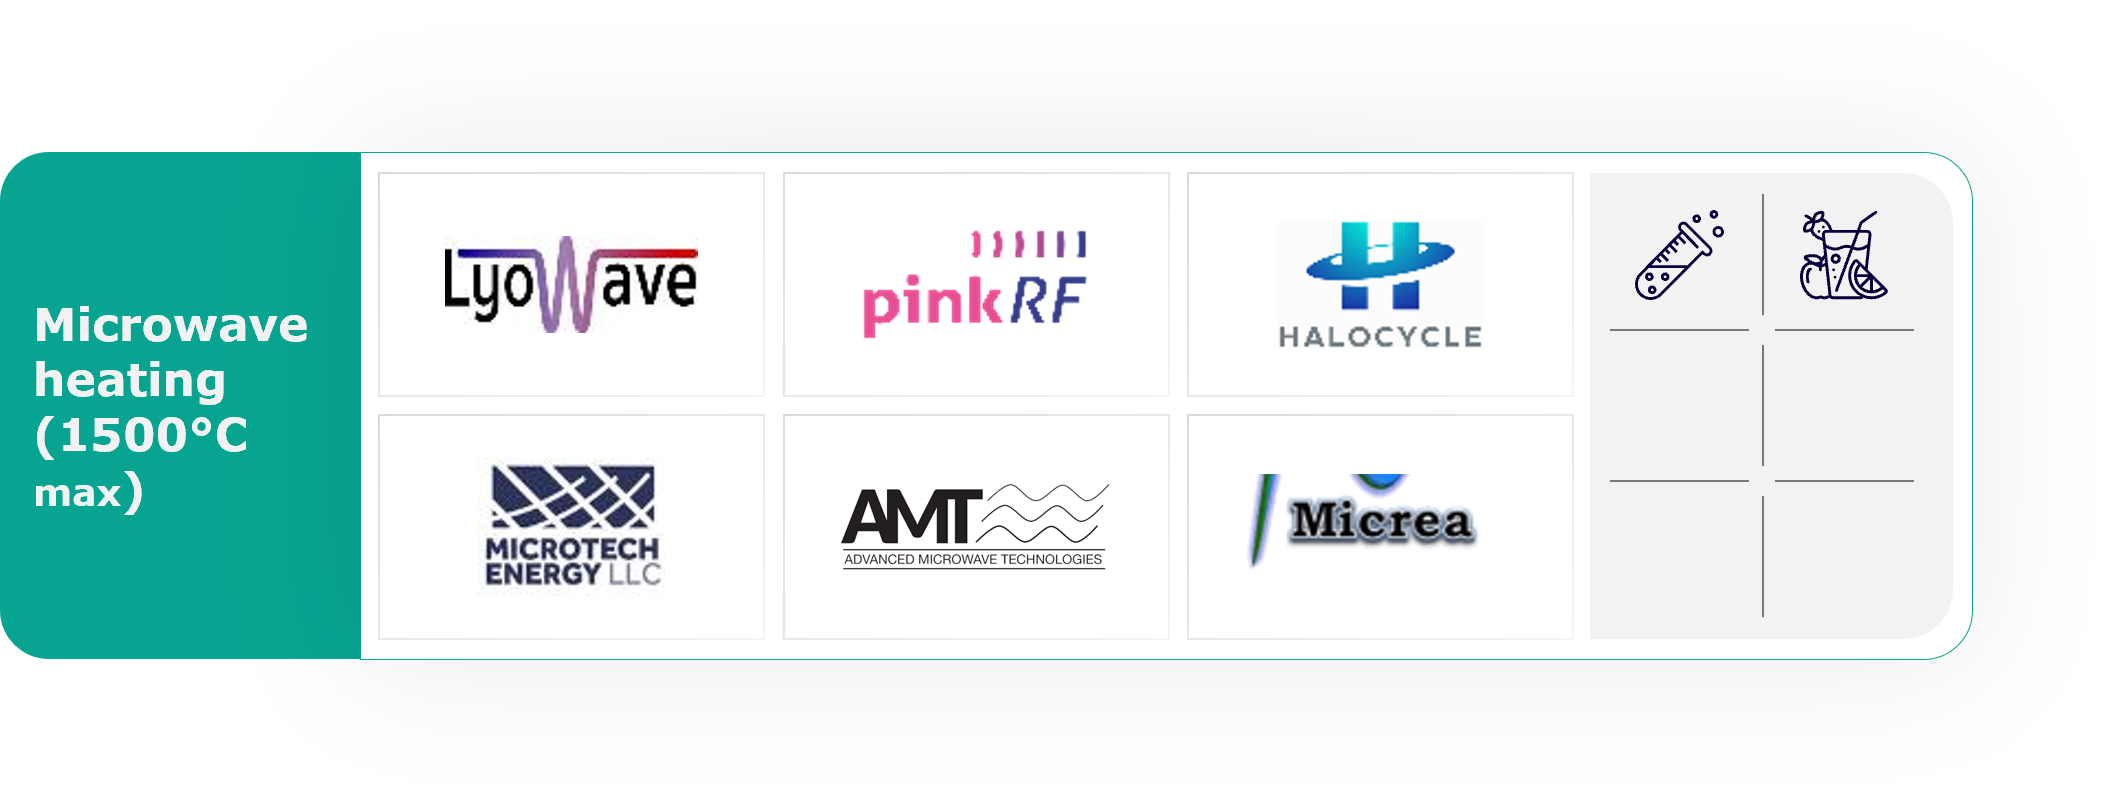 Microwave
heating
(1500°C
max)
LyoWave
pinkRF
HALOCYCLE
MICROTECH
ENERGY LLC
AMT
ADVANCED MICROWAVE TECHNOLOGIES
Micrea